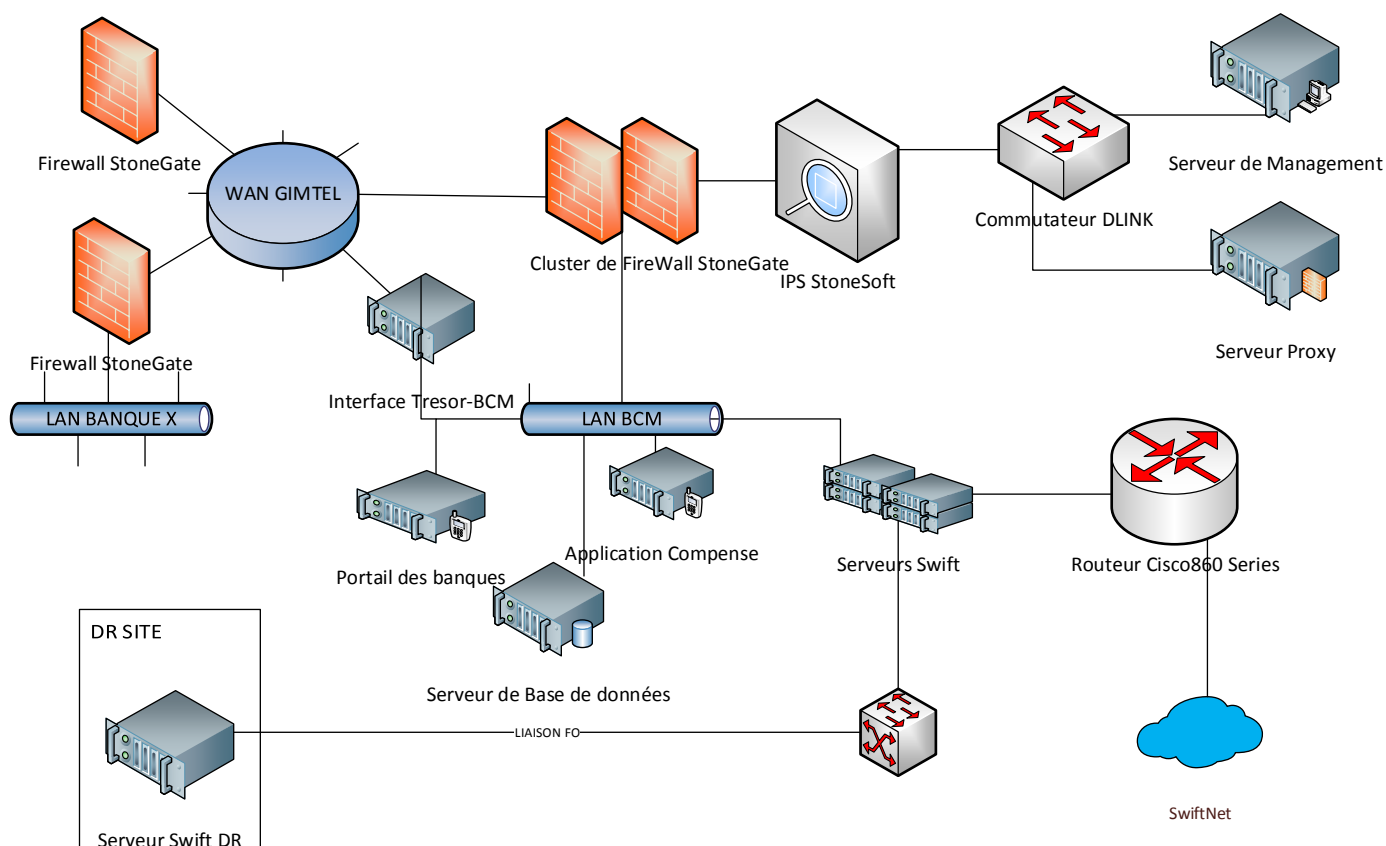 Serveur de Management
Firewall StoneGate
WAN GIMTEL
Commutateur DLINK
Cluster de FireWall StoneGate
IPS StoneSoft
Serveur Proxy
Firewall StoneGate
Interface Tresor-BCM
LAN BANQUE X
LAN BCM
Application Compense
Serveurs Swift
Routeur Cisco860 Series
Portail des banques
DR SITE
Serveur de Base de données
LIAISON FO
SwiftNet
Serveur Swift DR